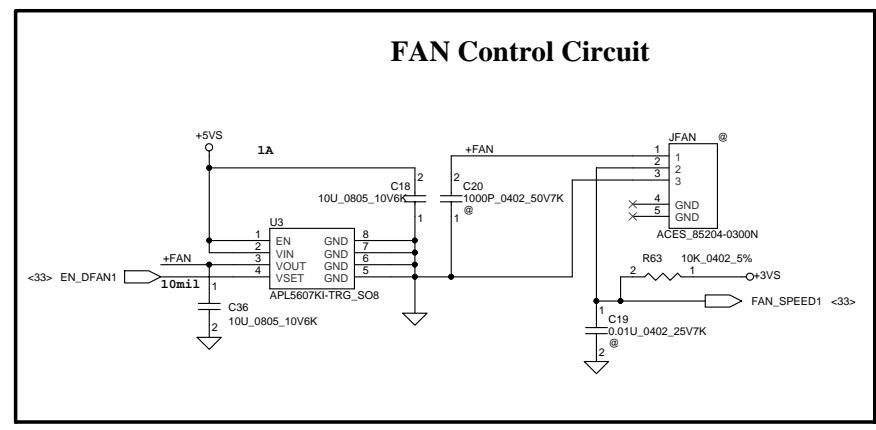 FAN Control Circuit
+5VS
1A
JFAN @
+FAN
1 1
2 2
3 3
4 GND
5 GND
ACES_85204-0300N
2
C18
10U_0805_10V6K
1
2
C20
1000P_0402_50V7K
@
1
U3
1 EN GND 8
2 VIN GND 7
3 VOUT GND 6
4 VSET GND 5
APL5607KI-TRG_SO8
+FAN
<33> EN_DFAN1
10mil
1
C36
10U_0805_10V6K
2
R63 10K_0402_5%
2 1
+3VS
FAN_SPEED1 <33>
1
C19
0.01U_0402_25V7K
@
2